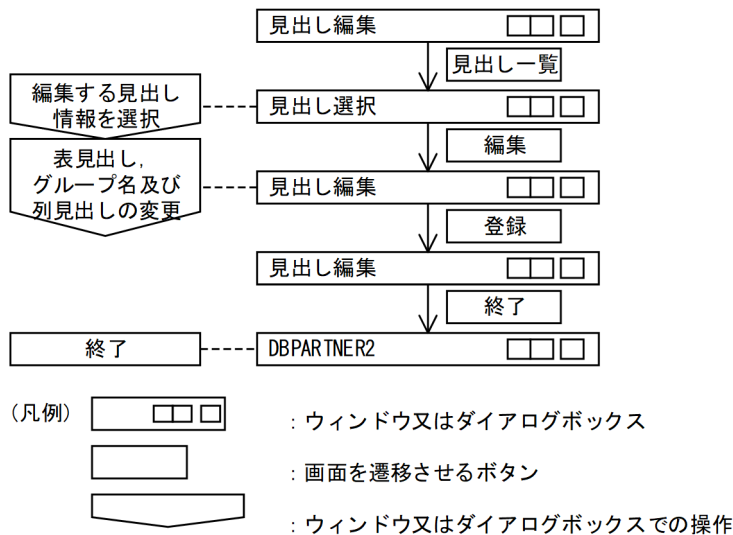 見出し編集
見出し一覧
編集する見出し
情報を選択
見出し選択
編集
表見出し，
グループ名及び
列見出しの変更
見出し編集
登録
見出し編集
終了
終了
DBPARTNER2
(凡例)
：ウィンドウ又はダイアログボックス
：画面を遷移させるボタン
：ウィンドウ又はダイアログボックスでの操作